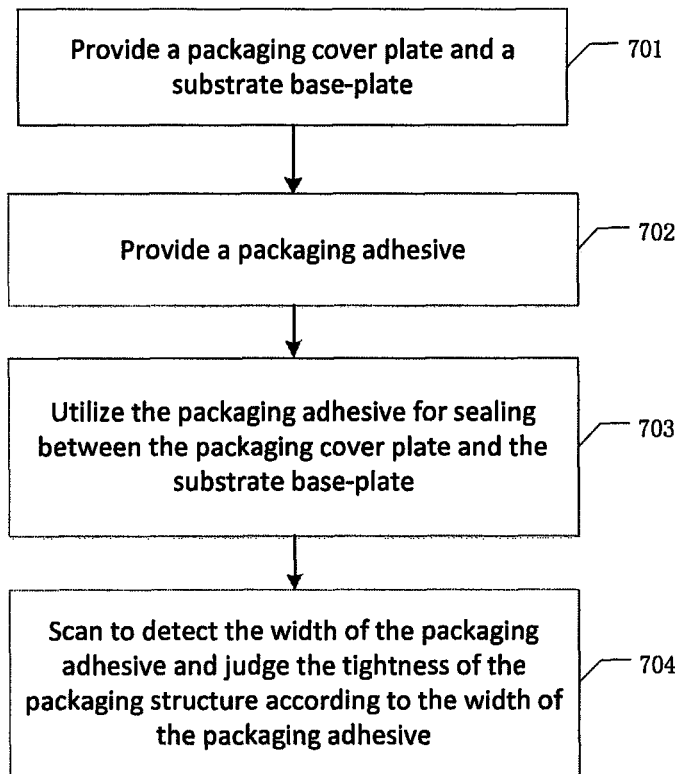 Provide a packaging cover plate and a
substrate base-plate
701
Provide a packaging adhesive
702
Utilize the packaging adhesive for sealing
between the packaging cover plate and the
substrate base-plate
703
Scan to detect the width of the packaging
adhesive and judge the tightness of the
packaging structure according to the width of
the packaging adhesive
704